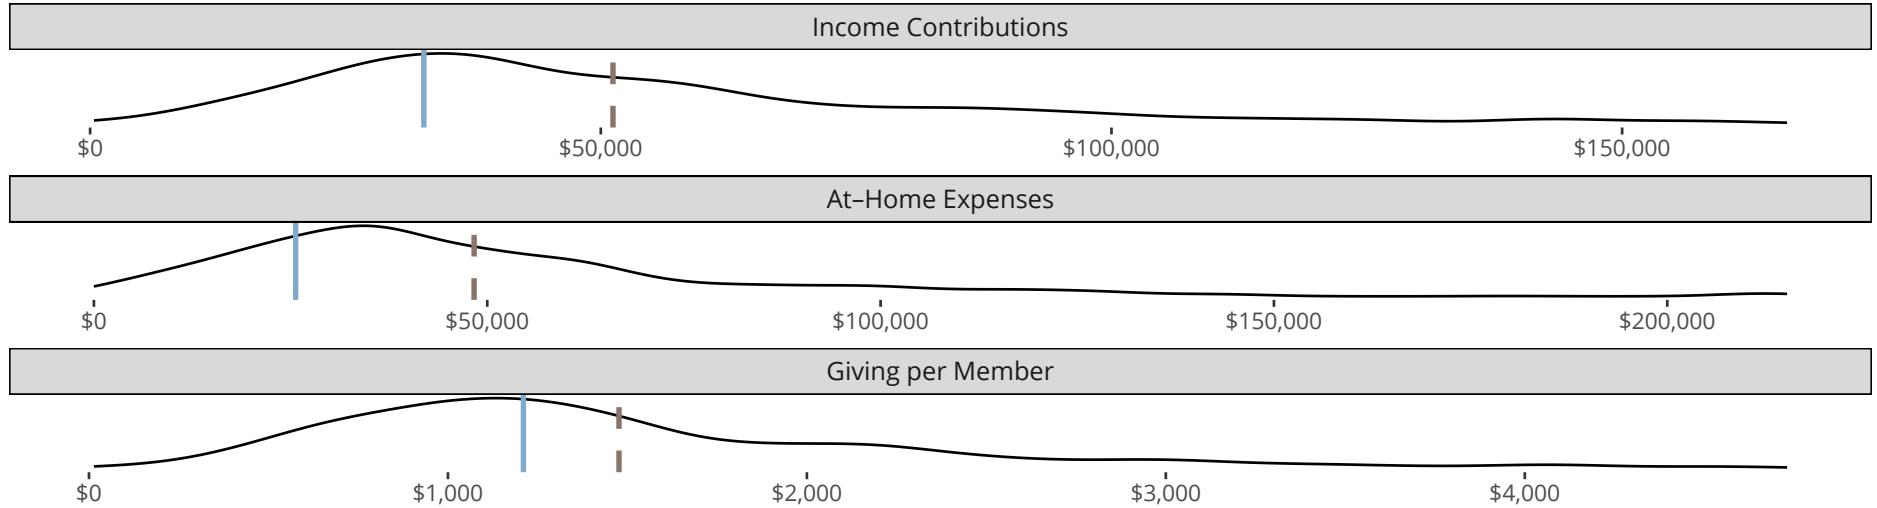 Income Contributions
$0 $50,000 $100,000 $150,000
At–Home Expenses
$0 $50,000 $100,000 $150,000 $200,000
Giving per Member
$0 $1,000 $2,000 $3,000 $4,000